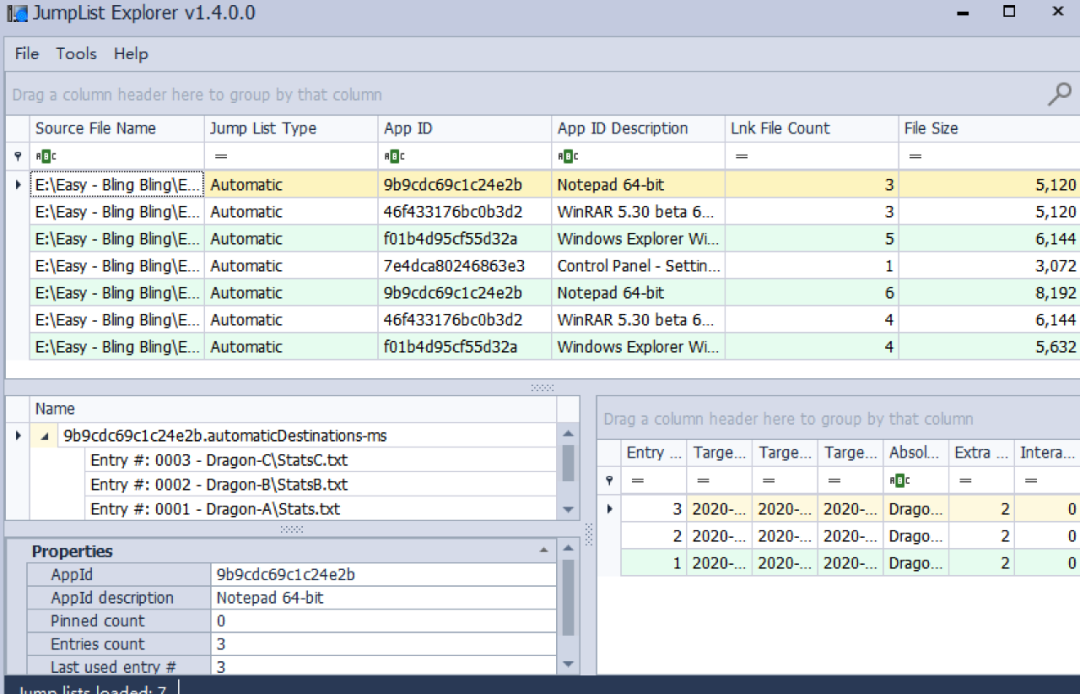 JumpList Explorer v1.4.0.0
File Tools Help
Drag a column header here to group by that column
Source File Name Jump List Type App ID App ID Description Lnk File Count File Size
ABC = ABC ABC = =
E:\Easy - Bling Bling\E... Automatic 9b9cdc69c1c24e2b Notepad 64-bit 3 5,120
E:\Easy - Bling Bling\E... Automatic 46f433176bc0b3d2 WinRAR 5.30 beta 6... 3 5,120
E:\Easy - Bling Bling\E... Automatic f01b4d95cf55d32a Windows Explorer Wi... 5 6,144
E:\Easy - Bling Bling\E... Automatic 7e4dca80246863e3 Control Panel - Settin... 1 3,072
E:\Easy - Bling Bling\E... Automatic 9b9cdc69c1c24e2b Notepad 64-bit 6 8,192
E:\Easy - Bling Bling\E... Automatic 46f433176bc0b3d2 WinRAR 5.30 beta 6... 4 6,144
E:\Easy - Bling Bling\E... Automatic f01b4d95cf55d32a Windows Explorer Wi... 4 5,632
Name
9b9cdc69c1c24e2b.automaticDestinations-ms
Entry #: 0003 - Dragon-C\StatsC.txt
Entry #: 0002 - Dragon-B\StatsB.txt
Entry #: 0001 - Dragon-A\Stats.txt
Properties
AppId 9b9cdc69c1c24e2b
AppId description Notepad 64-bit
Pinned count 0
Entries count 3
Last used entry # 3
Drag a column header here to group by that column
Entry ... Targe... Targe... Targe... Absol... Extra ... Intera...
= = = = ABC = =
3 2020-... 2020-... 2020-... Drago... 2 0
2 2020-... 2020-... 2020-... Drago... 2 0
1 2020-... 2020-... 2020-... Drago... 2 0
Jump lists loaded: 7